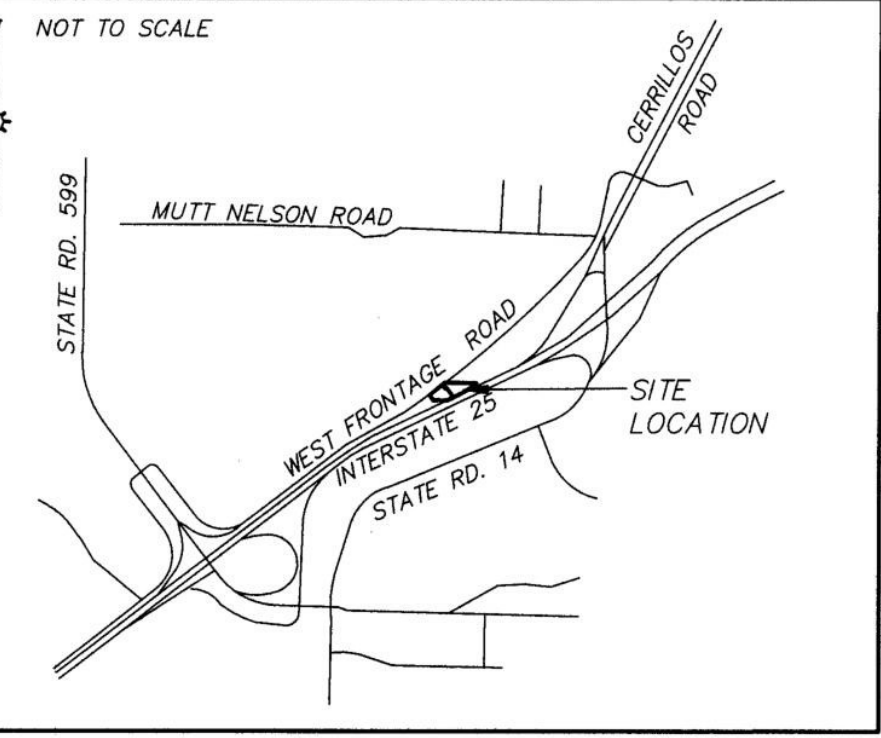 NOT TO SCALE
CERRILLOS
ROAD
STATE RD. 599
MUTT NELSON ROAD
WEST FRONTAGE ROAD
INTERSTATE 25
SITE
LOCATION
STATE RD. 14